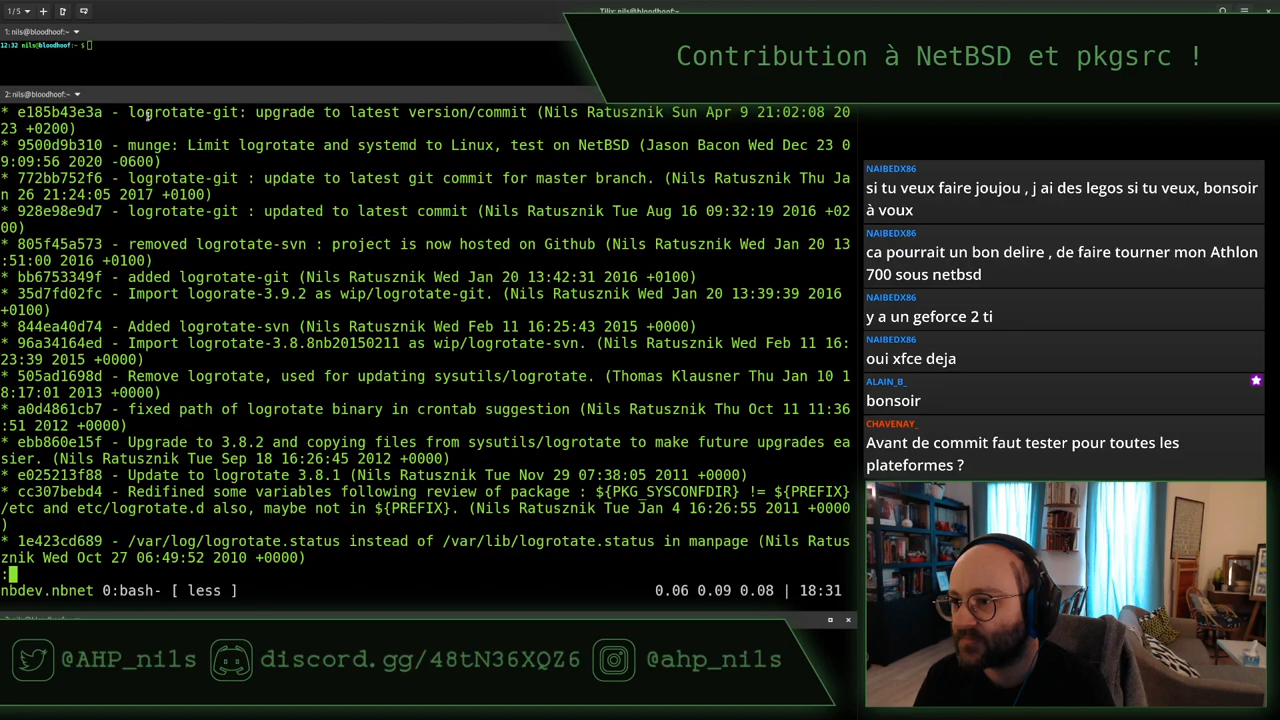 1/5
Tilix: nils@bloodhoof:~
1: nils@bloodhoof:~
12:32 nils@bloodhoof:~ $
Contribution à NetBSD et pkgsrc !
2: nils@bloodhoof:~
* e185b43e3a - logrotate-git: upgrade to latest version/commit (Nils Ratusznik Sun Apr 9 21:02:08 20
23 +0200)
* 9500d9b310 - munge: Limit logrotate and systemd to Linux, test on NetBSD (Jason Bacon Wed Dec 23 0
9:09:56 2020 -0600)
* 772bb752f6 - logrotate-git : update to latest git commit for master branch. (Nils Ratusznik Thu Ja
n 26 21:24:05 2017 +0100)
* 928e98e9d7 - logrotate-git : updated to latest commit (Nils Ratusznik Tue Aug 16 09:32:19 2016 +02
00)
* 805f45a573 - removed logrotate-svn : project is now hosted on Github (Nils Ratusznik Wed Jan 20 13
:51:00 2016 +0100)
* bb6753349f - added logrotate-git (Nils Ratusznik Wed Jan 20 13:42:31 2016 +0100)
* 35d7fd02fc - Import logorate-3.9.2 as wip/logrotate-git. (Nils Ratusznik Wed Jan 20 13:39:39 2016
+0100)
* 844ea40d74 - Added logrotate-svn (Nils Ratusznik Wed Feb 11 16:25:43 2015 +0000)
* 96a34164ed - Import logrotate-3.8.8nb20150211 as wip/logrotate-svn. (Nils Ratusznik Wed Feb 11 16:
23:39 2015 +0000)
* 505ad1698d - Remove logrotate, used for updating sysutils/logrotate. (Thomas Klausner Thu Jan 10 1
8:17:01 2013 +0000)
* a0d4861cb7 - fixed path of logrotate binary in crontab suggestion (Nils Ratusznik Thu Oct 11 11:36
:51 2012 +0000)
* ebb860e15f - Upgrade to 3.8.2 and copying files from sysutils/logrotate to make future upgrades ea
sier. (Nils Ratusznik Tue Sep 18 16:26:45 2012 +0000)
* e025213f88 - Update to logrotate 3.8.1 (Nils Ratusznik Tue Nov 29 07:38:05 2011 +0000)
* cc307bebd4 - Redifined some variables following review of package : ${PKG_SYSCONFDIR} != ${PREFIX}
/etc and etc/logrotate.d also, maybe not in ${PREFIX}. (Nils Ratusznik Tue Jan 4 16:26:55 2011 +0000
)
* 1e423cd689 - /var/log/logrotate.status instead of /var/lib/logrotate.status in manpage (Nils Ratus
znik Wed Oct 27 06:49:52 2010 +0000)
:
nbdev.nbnet 0:bash- [ less ] 0.06 0.09 0.08 | 18:31
NAIBEDX86
si tu veux faire joujou , j ai des legos si tu veux, bonsoir
à voux
NAIBEDX86
ca pourrait un bon delire , de faire tourner mon Athlon
700 sous netbsd
NAIBEDX86
y a un geforce 2 ti
NAIBEDX86
oui xfce deja
ALAIN_B_
bonsoir
CHAVENAY_
Avant de commit faut tester pour toutes les
plateformes ?
@AHP_nils discord.gg/48tN36XQZ6 @ahp_nils